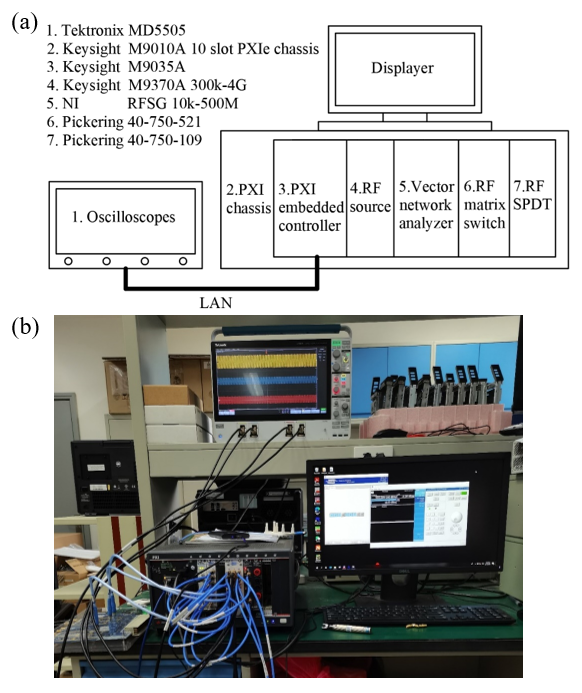 (a)
1. Tektronix MD5505
2. Keysight M9010A 10 slot PXIe chassis
3. Keysight M9035A
4. Keysight M9370A 300k-4G
5. NI RFSG 10k-500M
6. Pickering 40-750-521
7. Pickering 40-750-109
Displayer
1. Oscilloscopes
2.PXI
chassis
3.PXI
embedded
controller
4.RF
source
5.Vector
network
analyzer
6.RF
matrix
switch
7.RF
SPDT
LAN
(b)